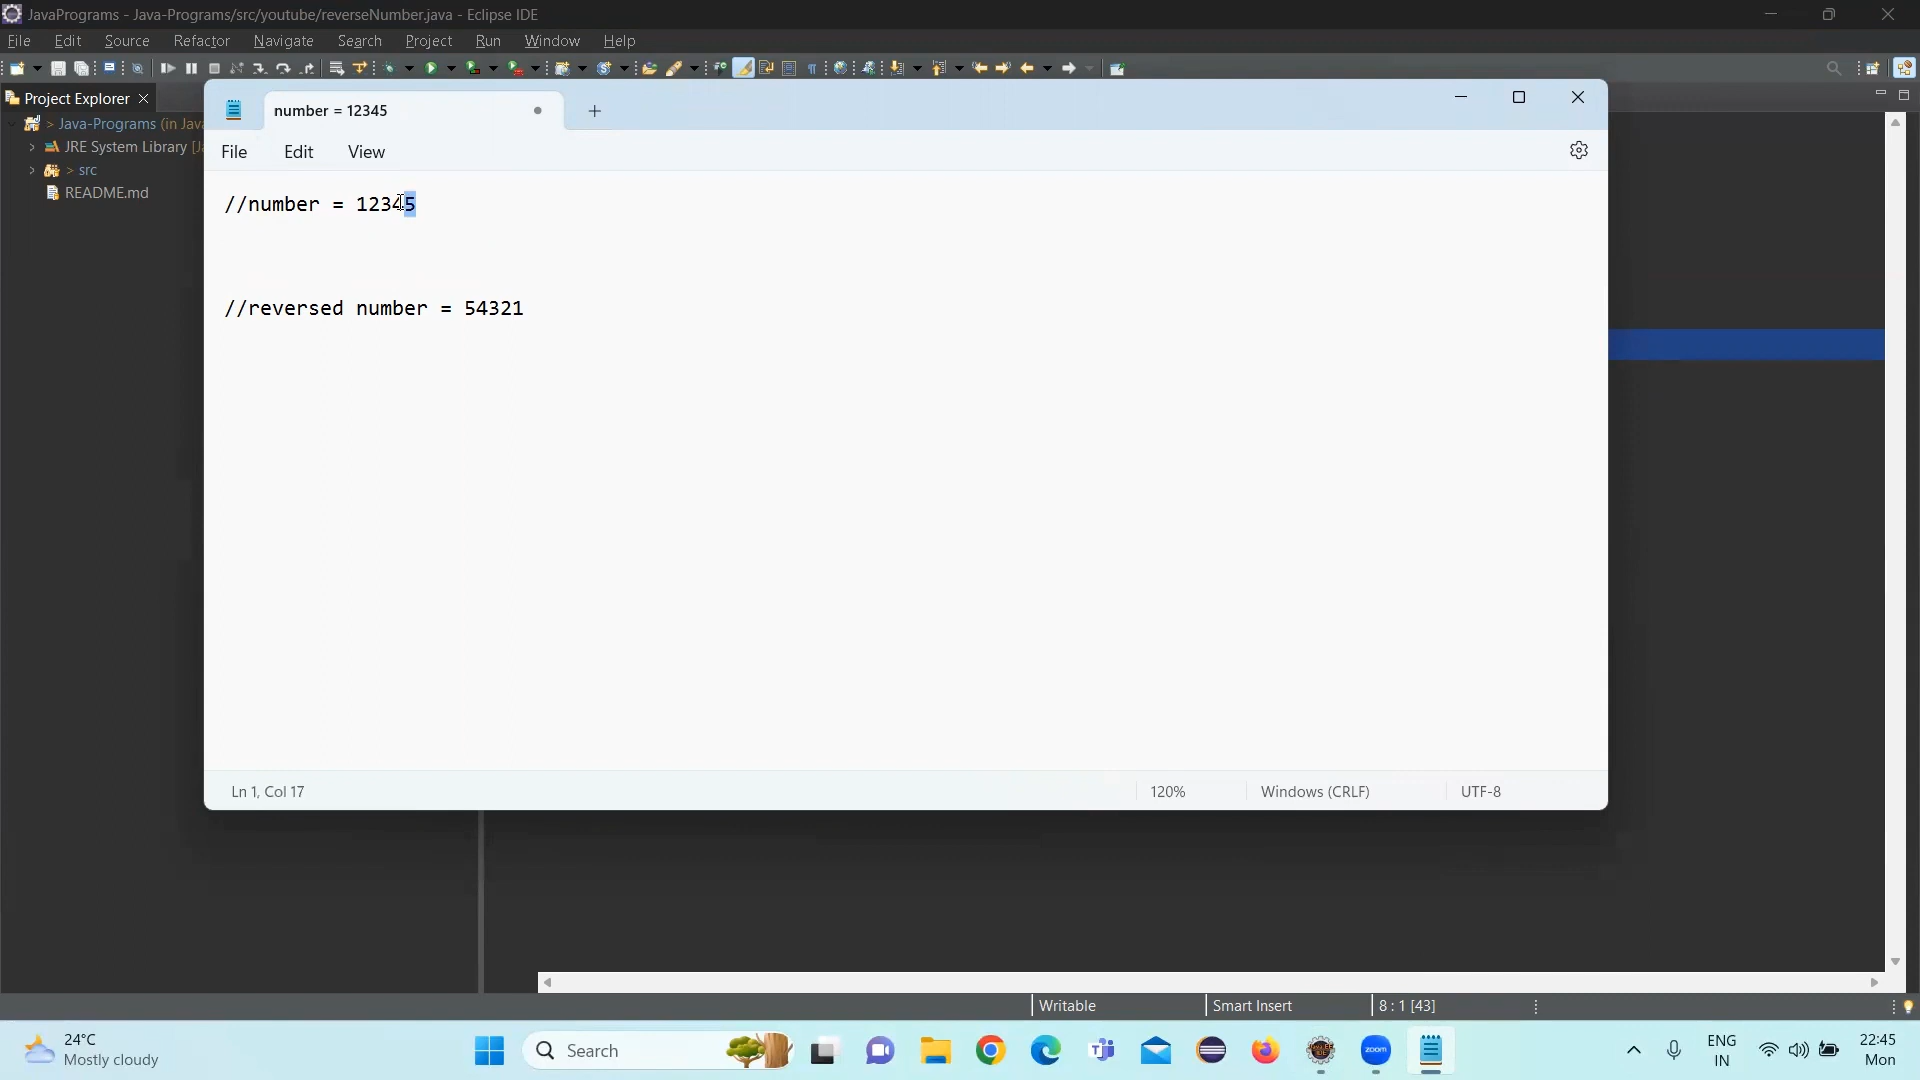 JavaPrograms - Java-Programs/src/youtube/reverseNumber.java - Eclipse IDE
File Edit Source Refactor Navigate Search Project Run Window Help
Project Explorer
number = 12345
> Java-Programs (in Java
JRE System Library
> src
README.md
File Edit View
//number = 12345
//reversed number = 54321
Ln 1, Col 17 120% Windows (CRLF) UTF-8
Writable Smart Insert 8 : 1 [43]
24°C
Mostly cloudy
Search
zoom
ENG
IN
22:45
Mon